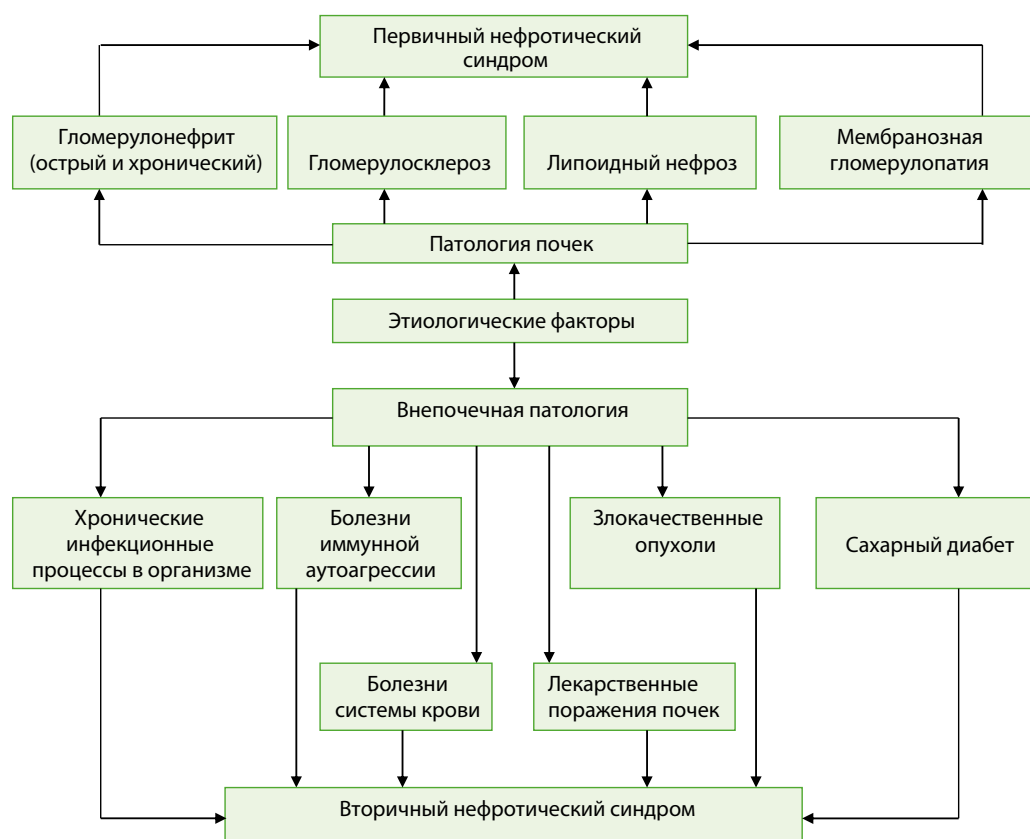 Первичный нефротический
синдром
Гломерулонефрит
(острый и хронический)
Гломерулосклероз
Липоидный нефроз
Мембранозная
гломерулопатия
Патология почек
Этиологические факторы
Внепочечная патология
Хронические
инфекционные
процессы в организме
Болезни
иммунной
аутоагрессии
Злокачественные
опухоли
Сахарный диабет
Болезни
системы крови
Лекарственные
поражения почек
Вторичный нефротический синдром